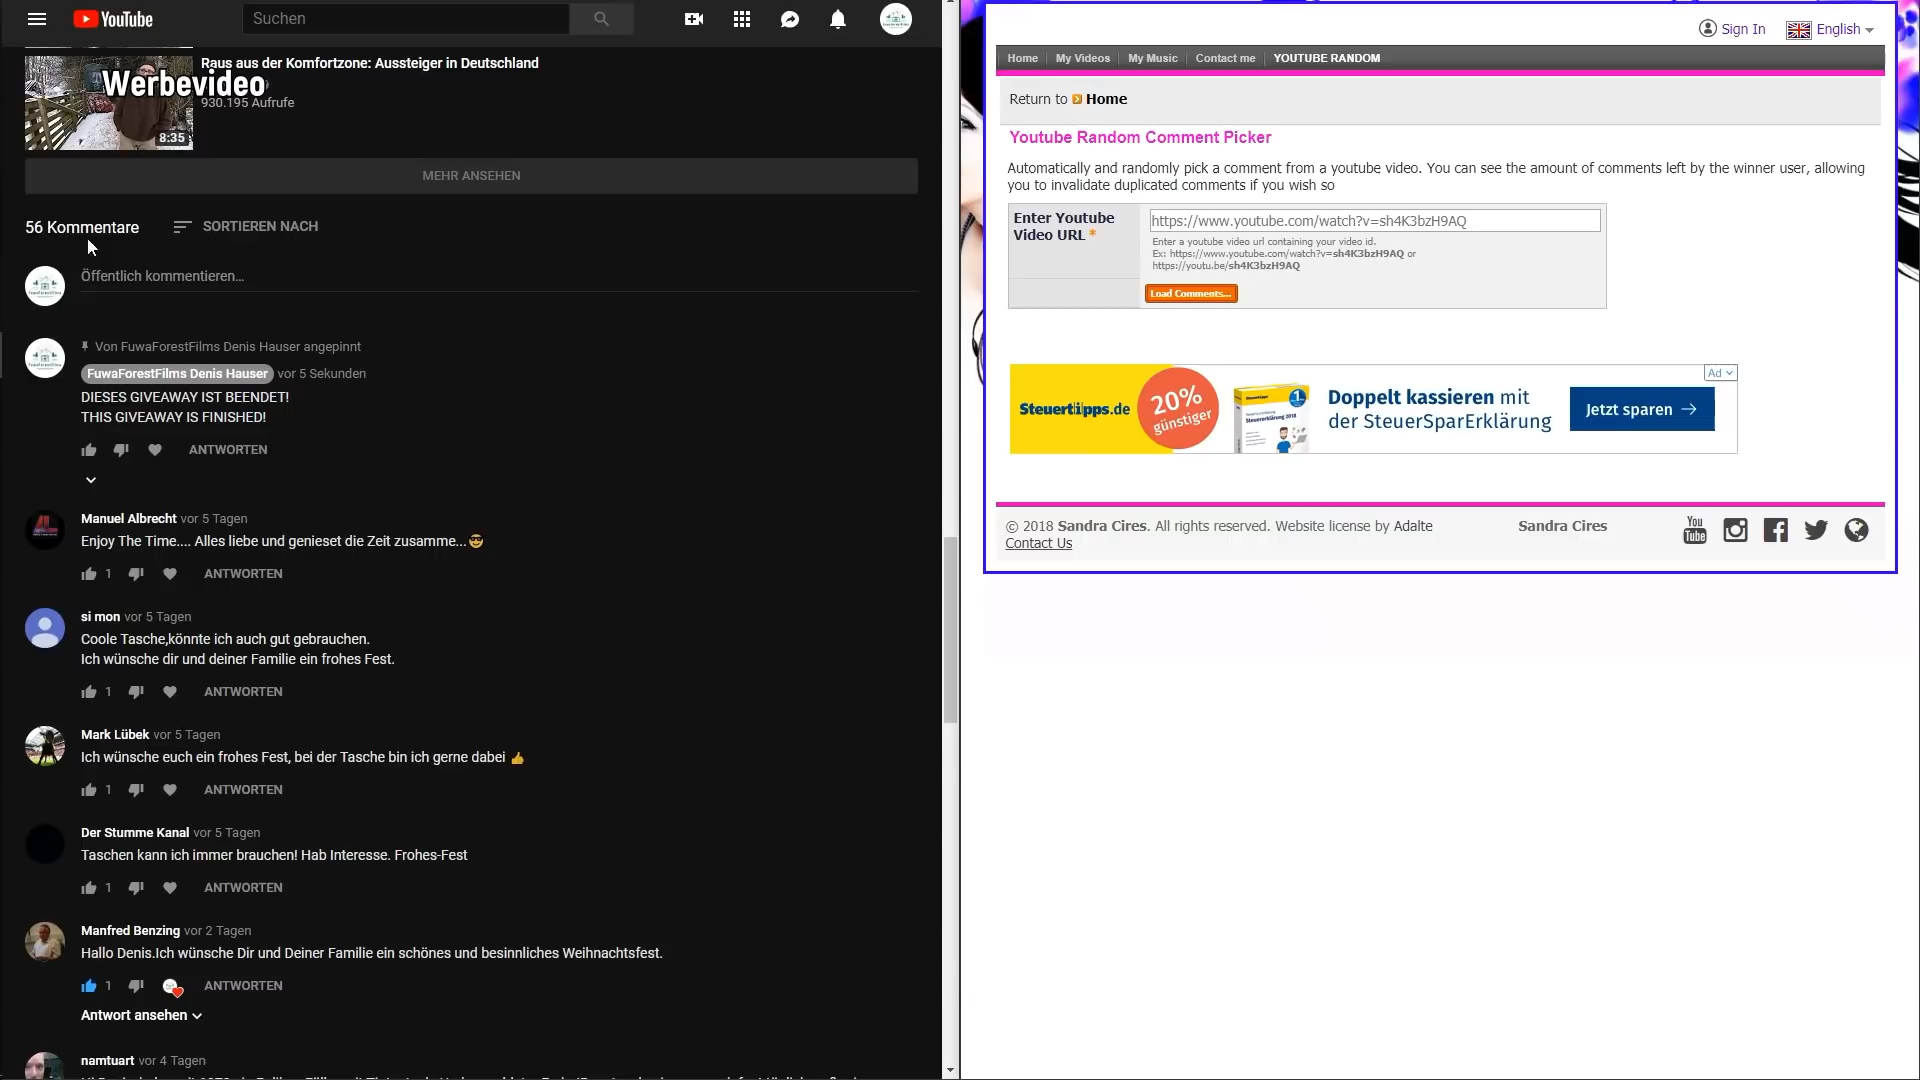 YouTube
Suchen
Raus aus der Komfortzone: Aussteiger in Deutschland
Werbevideo
930.195 Aufrufe
8:35
MEHR ANSEHEN
56 Kommentare
SORTIEREN NACH
Öffentlich kommentieren...
Von FuwaForestFilms Denis Hauser angepinnt
FuwaForestFilms Denis Hauser vor 5 Sekunden
DIESES GIVEAWAY IST BEENDET!
THIS GIVEAWAY IS FINISHED!
ANTWORTEN
Manuel Albrecht vor 5 Tagen
Enjoy The Time.... Alles liebe und genieset die Zeit zusamme...😎
1 ANTWORTEN
si mon vor 5 Tagen
Coole Tasche,könnte ich auch gut gebrauchen.
Ich wünsche dir und deiner Familie ein frohes Fest.
1 ANTWORTEN
Mark Lübek vor 5 Tagen
Ich wünsche euch ein frohes Fest, bei der Tasche bin ich gerne dabei 👍
1 ANTWORTEN
Der Stumme Kanal vor 5 Tagen
Taschen kann ich immer brauchen! Hab Interesse. Frohes-Fest
1 ANTWORTEN
Manfred Benzing vor 2 Tagen
Hallo Denis.Ich wünsche Dir und Deiner Familie ein schönes und besinnliches Weihnachtsfest.
1 ANTWORTEN
Antwort ansehen
namtuart vor 4 Tagen
Sign In English
Home My Videos My Music Contact me YOUTUBE RANDOM
Return to Home
Youtube Random Comment Picker
Automatically and randomly pick a comment from a youtube video. You can see the amount of comments left by the winner user, allowing
you to invalidate duplicated comments if you wish so
Enter Youtube
Video URL *
https://www.youtube.com/watch?v=sh4K3bzH9AQ
Enter a youtube video url containing your video id.
Ex: https://www.youtube.com/watch?v=sh4K3bzH9AQ or
https://youtu.be/sh4K3bzH9AQ
Load Comments...
Ad
Steuertipps.de
20%
günstiger
Steuertipps
1
Doppelt kassieren mit
der SteuerSparErklärung
Jetzt sparen →
© 2018 Sandra Cires. All rights reserved. Website license by Adalte
Contact Us
Sandra Cires
You
Tube